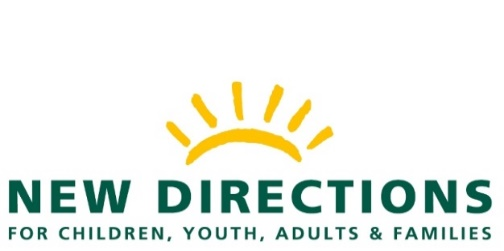 NEW DIRECTIONS
FOR CHILDREN, YOUTH, ADULTS & FAMILIES